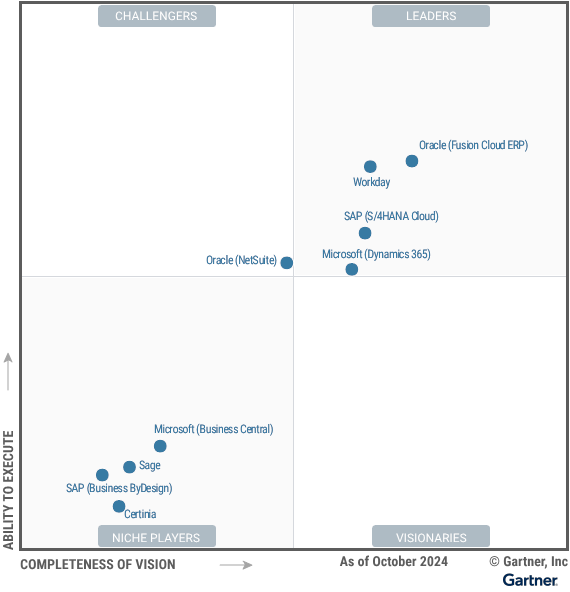 CHALLENGERS
LEADERS
Oracle (Fusion Cloud ERP)
Workday
SAP (S/4HANA Cloud)
Microsoft (Dynamics 365)
Oracle (NetSuite)
Microsoft (Business Central)
Sage
SAP (Business ByDesign)
Certinia
NICHE PLAYERS
VISIONARIES
ABILITY TO EXECUTE
COMPLETENESS OF VISION
As of October 2024
© Gartner, Inc
Gartner